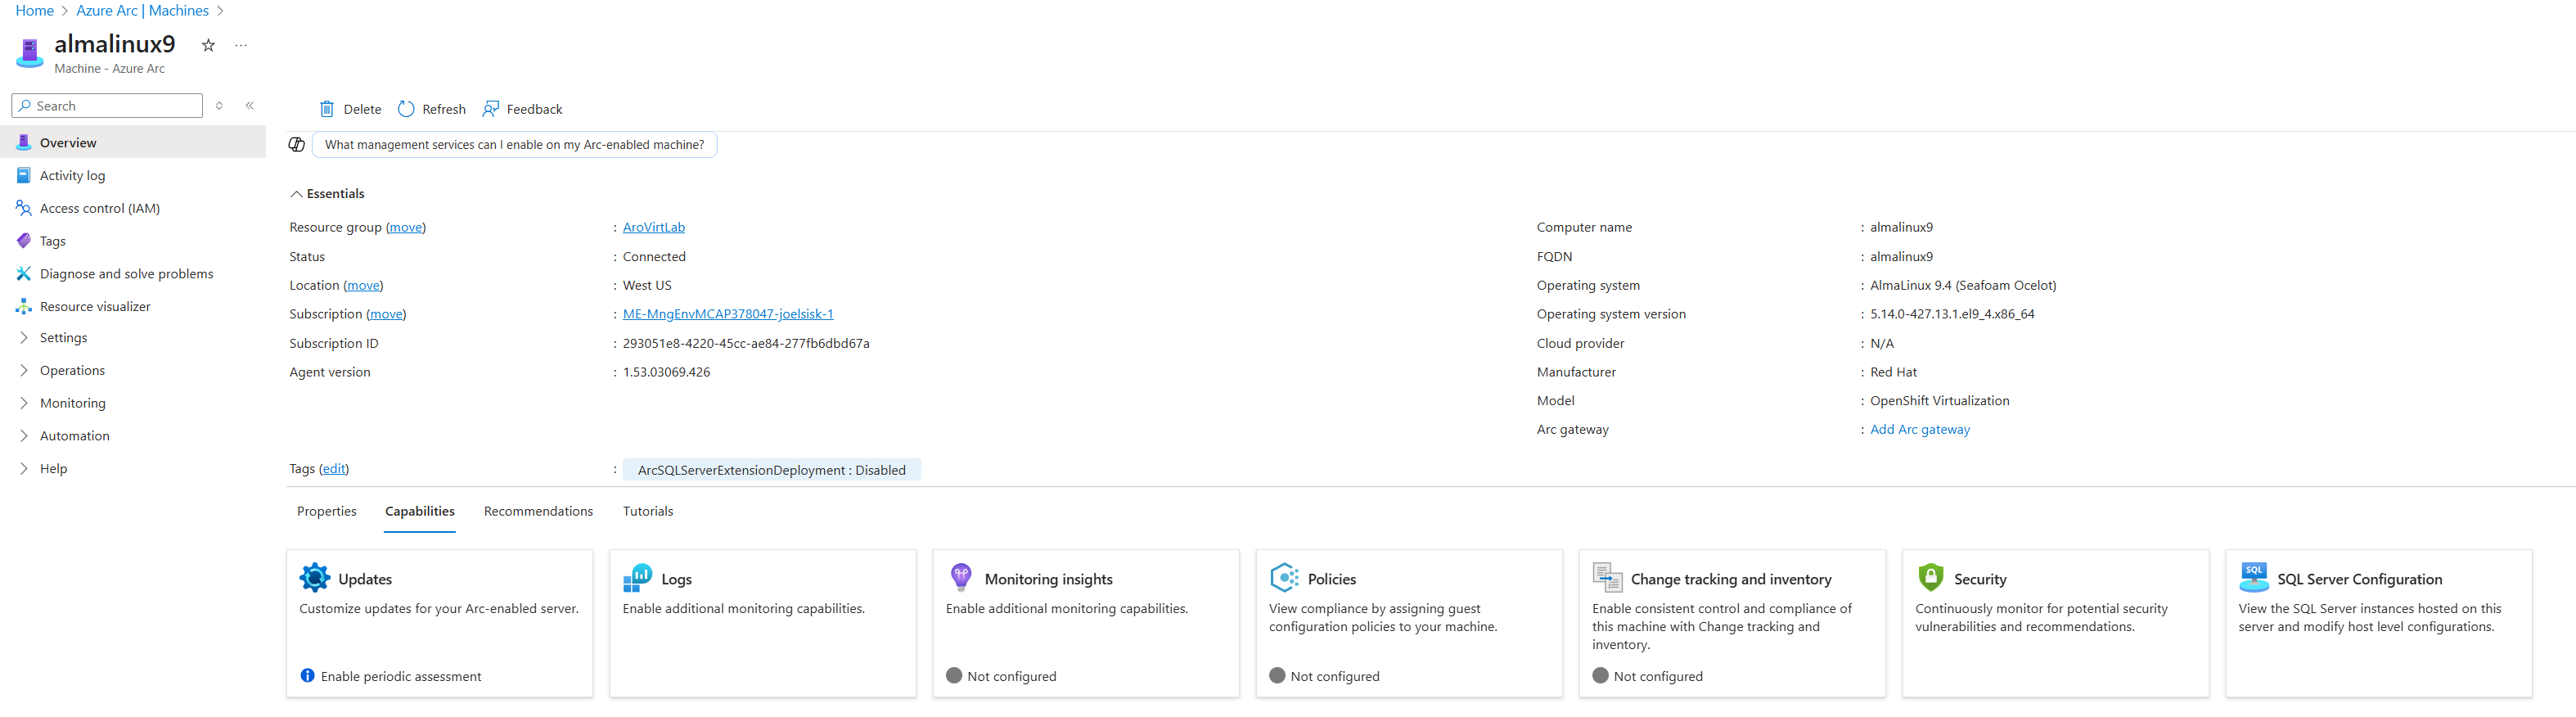 Home > Azure Arc | Machines >
almalinux9
Machine - Azure Arc
Search
Overview
Activity log
Access control (IAM)
Tags
Diagnose and solve problems
Resource visualizer
Settings
Operations
Monitoring
Automation
Help
Delete Refresh Feedback
What management services can I enable on my Arc-enabled machine?
Essentials
Resource group (move) : AroVirtLab
Status : Connected
Location (move) : West US
Subscription (move) : ME-MngEnvMCAP378047-joelsisk-1
Subscription ID : 293051e8-4220-45cc-ae84-277fb6dbd67a
Agent version : 1.53.03069.426
Computer name : almalinux9
FQDN : almalinux9
Operating system : AlmaLinux 9.4 (Seafoam Ocelot)
Operating system version : 5.14.0-427.13.1.el9_4.x86_64
Cloud provider : N/A
Manufacturer : Red Hat
Model : OpenShift Virtualization
Arc gateway : Add Arc gateway
Tags (edit) : ArcSQLServerExtensionDeployment : Disabled
Properties Capabilities Recommendations Tutorials
Updates
Customize updates for your Arc-enabled server.
Enable periodic assessment
Logs
Enable additional monitoring capabilities.
Monitoring insights
Enable additional monitoring capabilities.
Not configured
Policies
View compliance by assigning guest
configuration policies to your machine.
Not configured
Change tracking and inventory
Enable consistent control and compliance of
this machine with Change tracking and
inventory.
Not configured
Security
Continuously monitor for potential security
vulnerabilities and recommendations.
SQL
SQL Server Configuration
View the SQL Server instances hosted on this
server and modify host level configurations.